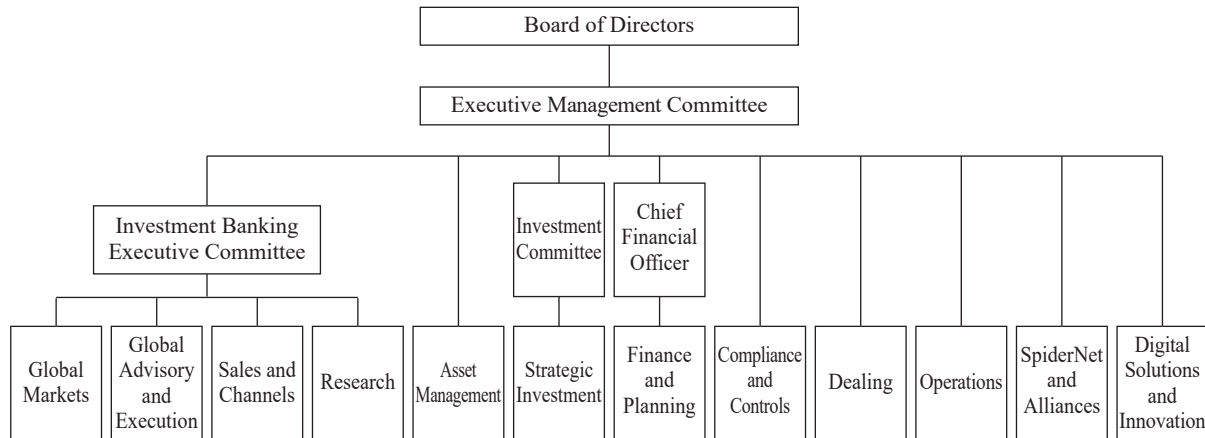 Board of Directors
Executive Management Committee
Investment Banking
Executive Committee
Investment
Committee
Chief
Financial
Officer
Global
Markets
Global
Advisory
and
Execution
Sales and
Channels
Research
Asset
Management
Strategic
Investment
Finance
and
Planning
Compliance
and
Controls
Dealing
Operations
SpiderNet
and
Alliances
Digital
Solutions
and
Innovation